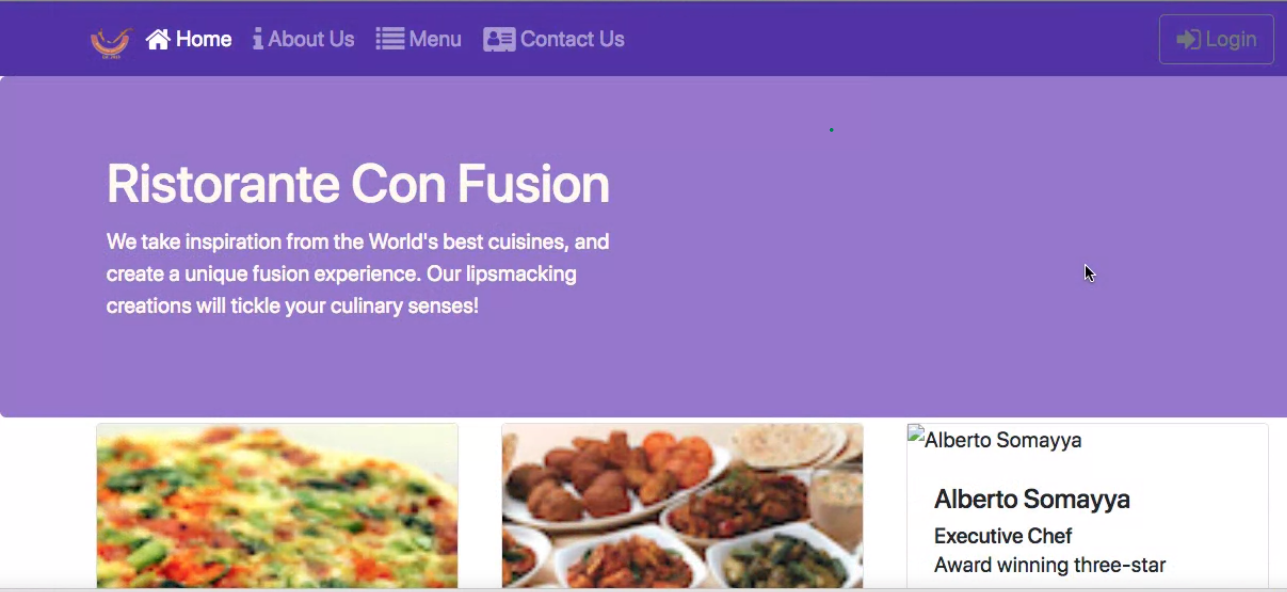 Home About Us Menu Contact Us Login
Ristorante Con Fusion
We take inspiration from the World's best cuisines, and
create a unique fusion experience. Our lipsmacking
creations will tickle your culinary senses!
Alberto Somayya
Alberto Somayya
Executive Chef
Award winning three-star